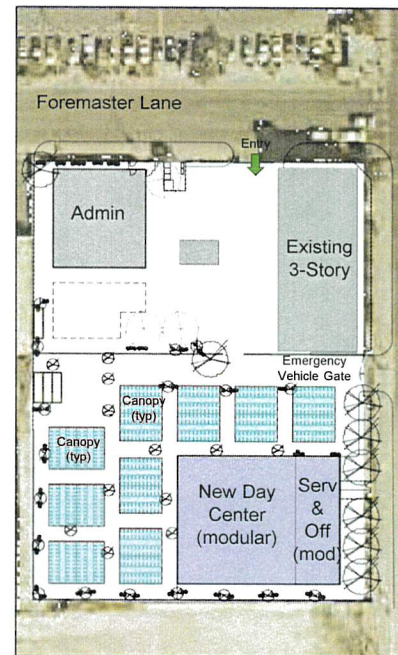 Foremaster Lane
Entry
Admin
Existing
3-Story
Emergency
Vehicle Gate
Canopy
(typ)
Canopy
(typ)
New Day
Center
(modular)
Serv
& 
Off
(mod)